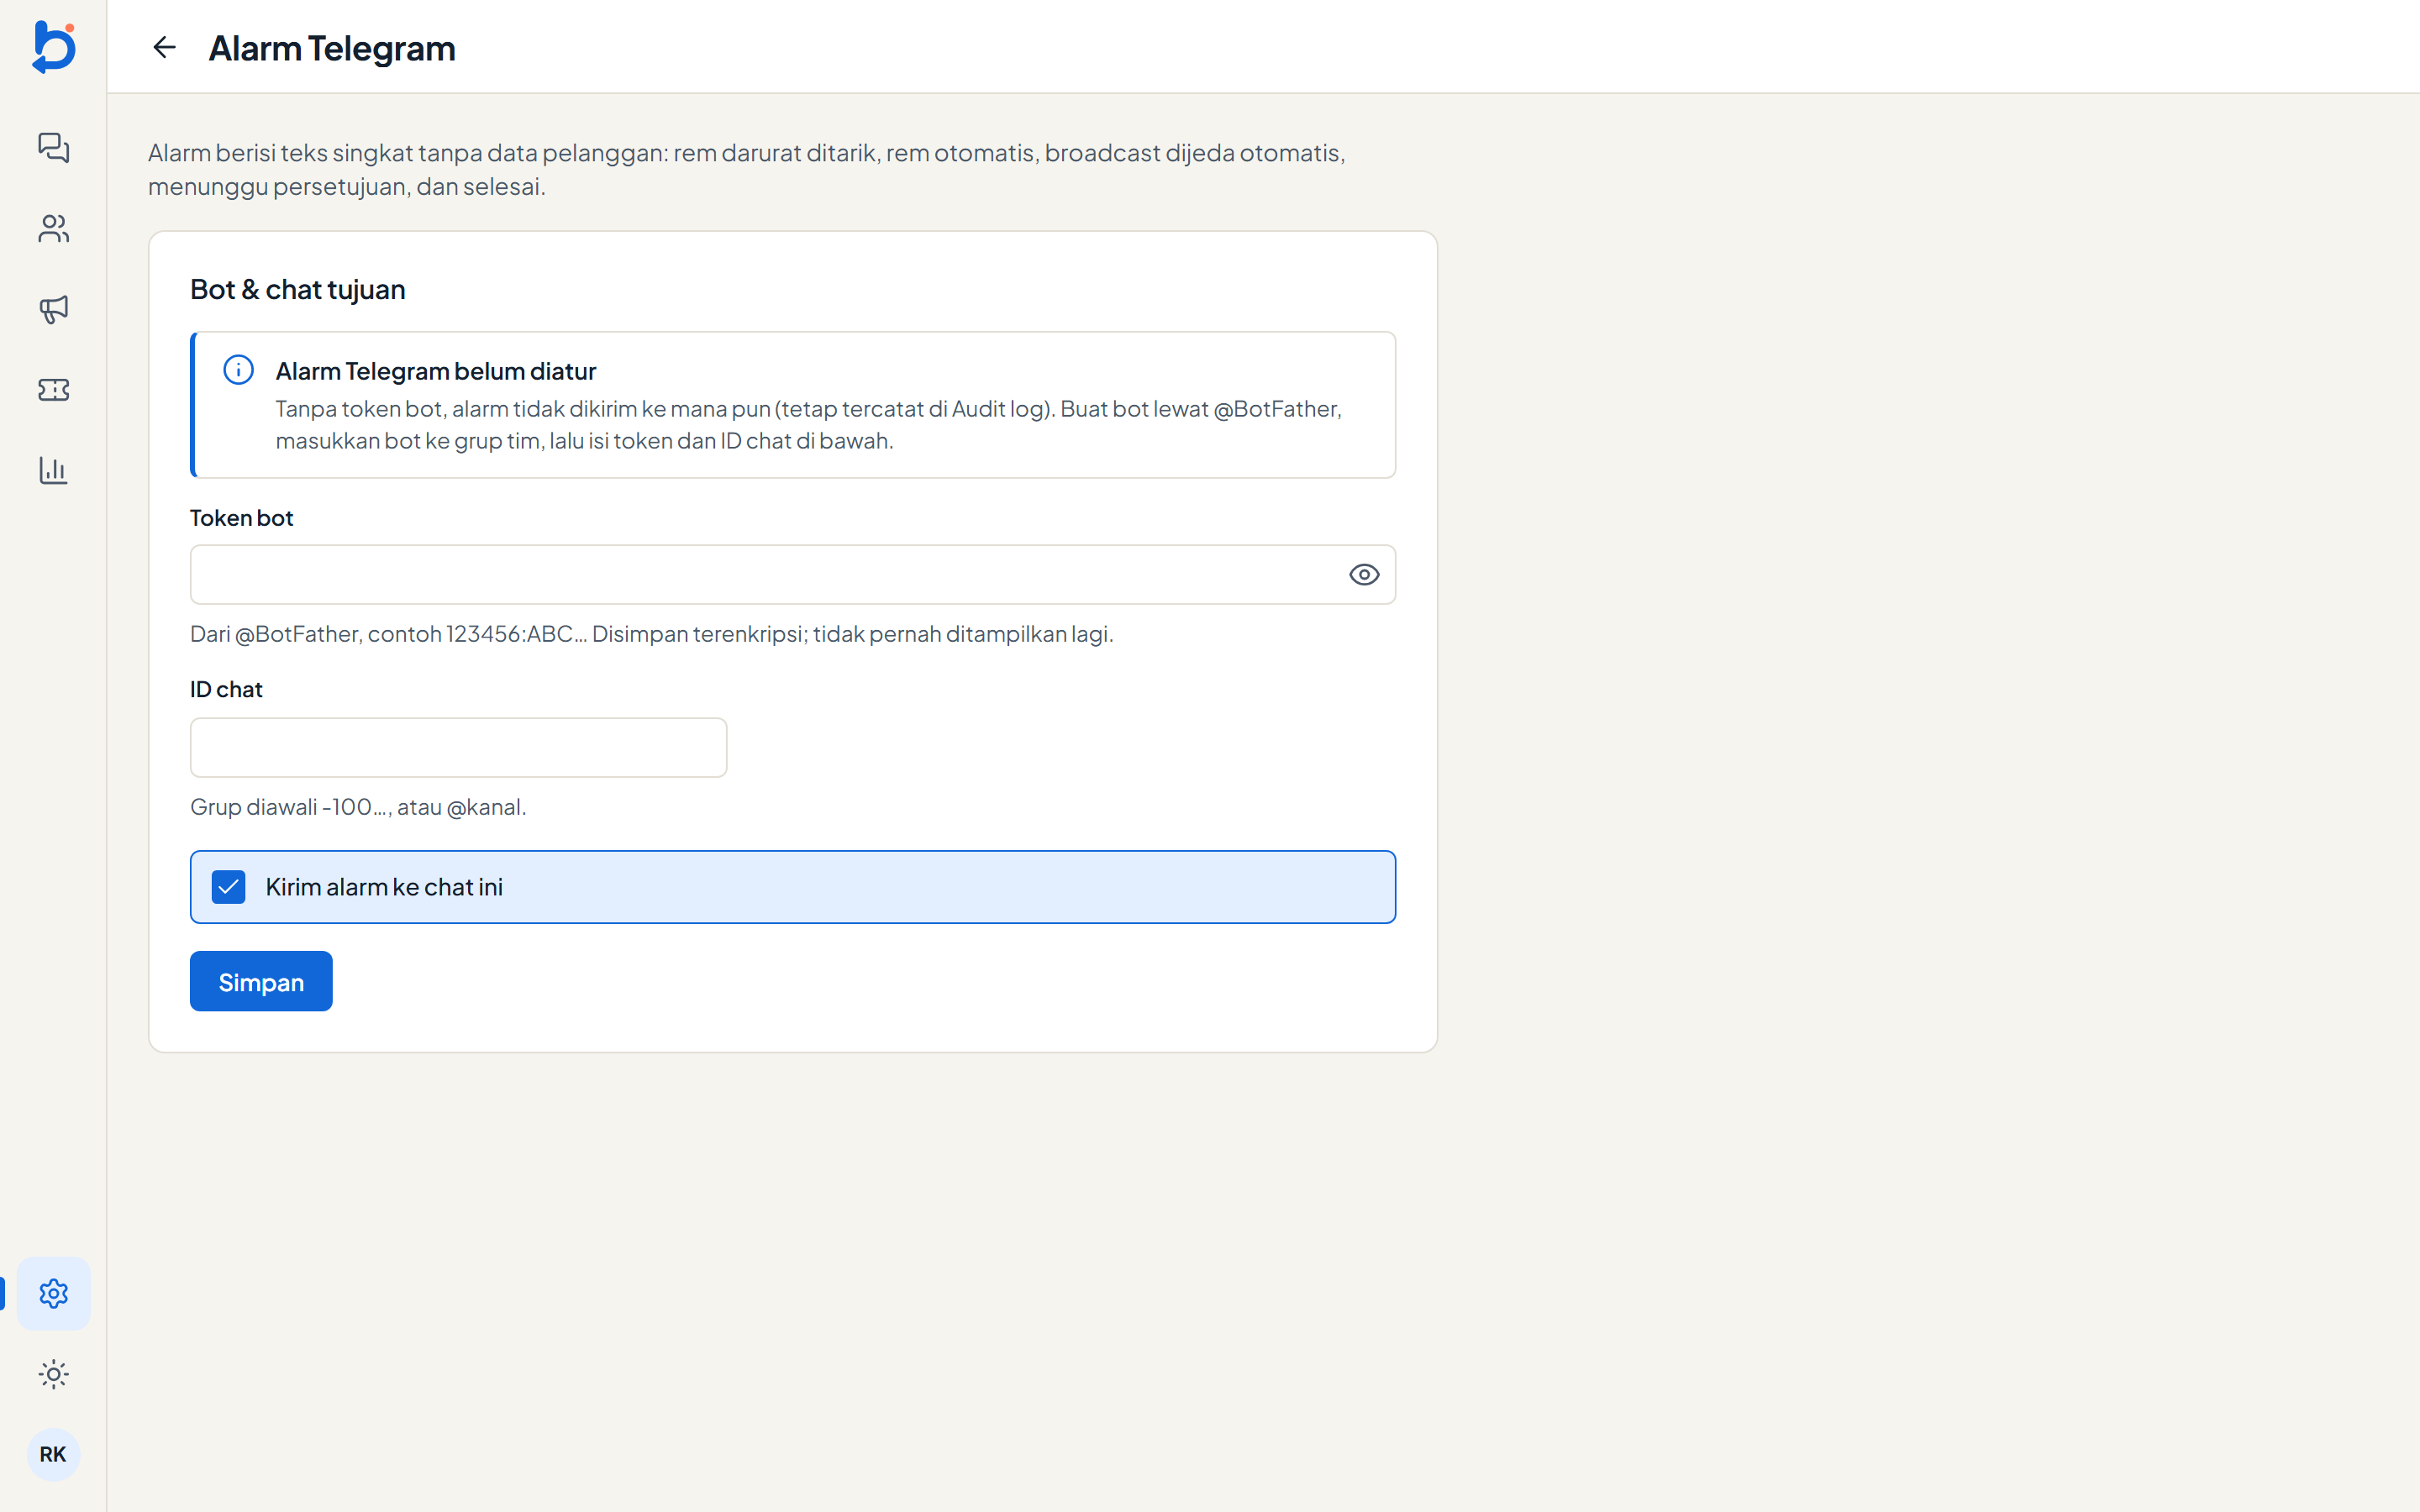 Alarm Telegram
Alarm berisi teks singkat tanpa data pelanggan: rem darurat ditarik, rem otomatis, broadcast dijeda otomatis,
menunggu persetujuan, dan selesai.
Bot & chat tujuan
Alarm Telegram belum diatur
Tanpa token bot, alarm tidak dikirim ke mana pun (tetap tercatat di Audit log). Buat bot lewat @BotFather,
masukkan bot ke grup tim, lalu isi token dan ID chat di bawah.
Token bot
Dari @BotFather, contoh 123456:ABC… Disimpan terenkripsi; tidak pernah ditampilkan lagi.
ID chat
Grup diawali -100…, atau @kanal.
Kirim alarm ke chat ini
Simpan
RK